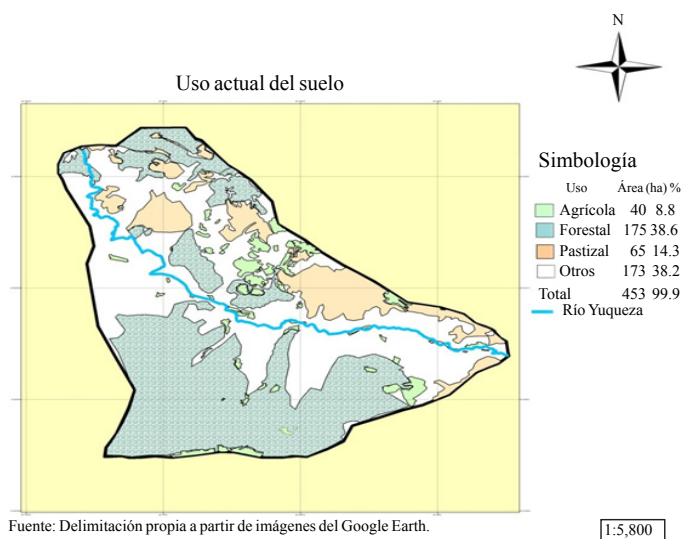 N
Uso actual del suelo
Simbología
Uso Área (ha) %
Agrícola 40 8.8
Forestal 175 38.6
Pastizal 65 14.3
Otros 173 38.2
Total 453 99.9
Río Yuqueza
Fuente: Delimitación propia a partir de imágenes del Google Earth.
1:5,800